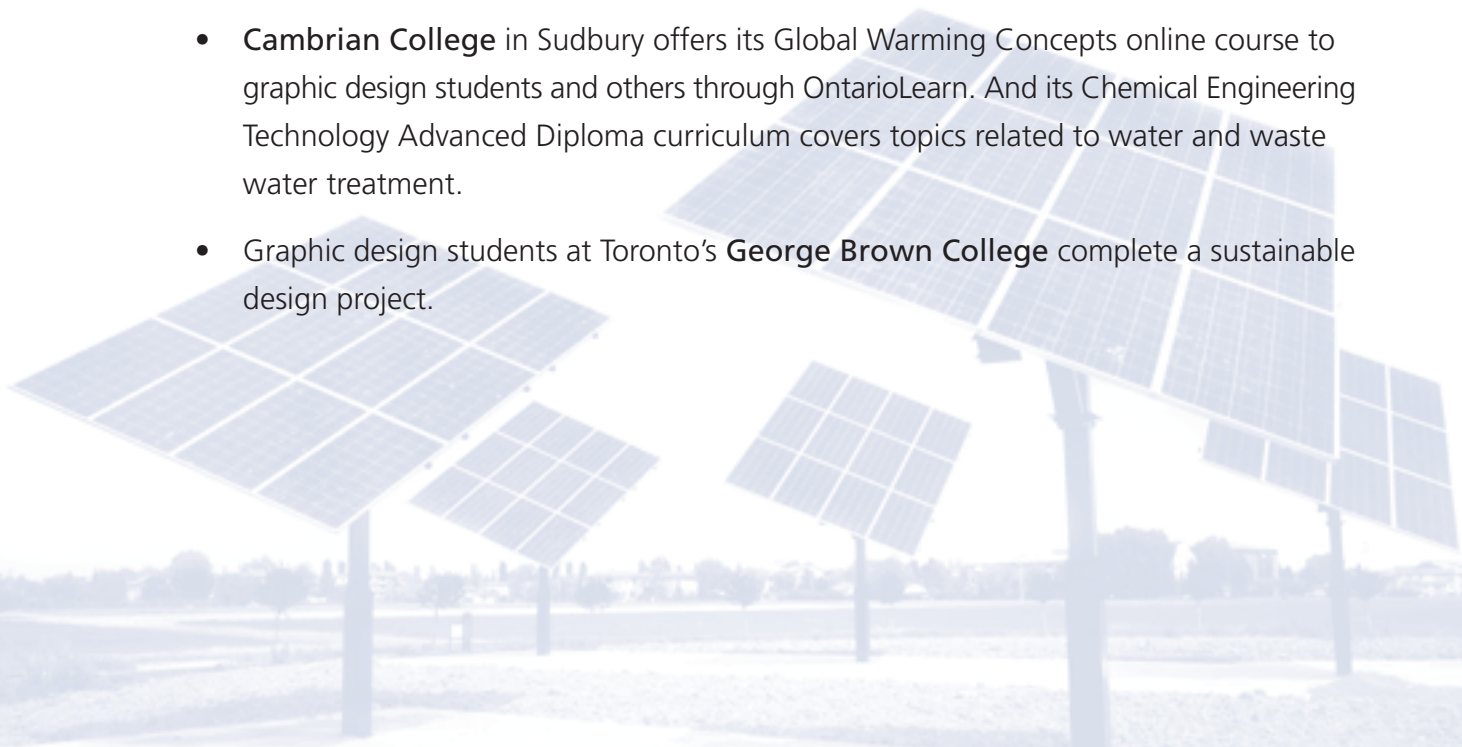 • Cambrian College in Sudbury offers its Global Warming Concepts online course to
graphic design students and others through OntarioLearn. And its Chemical Engineering
Technology Advanced Diploma curriculum covers topics related to water and waste
water treatment.
• Graphic design students at Toronto’s George Brown College complete a sustainable
design project.